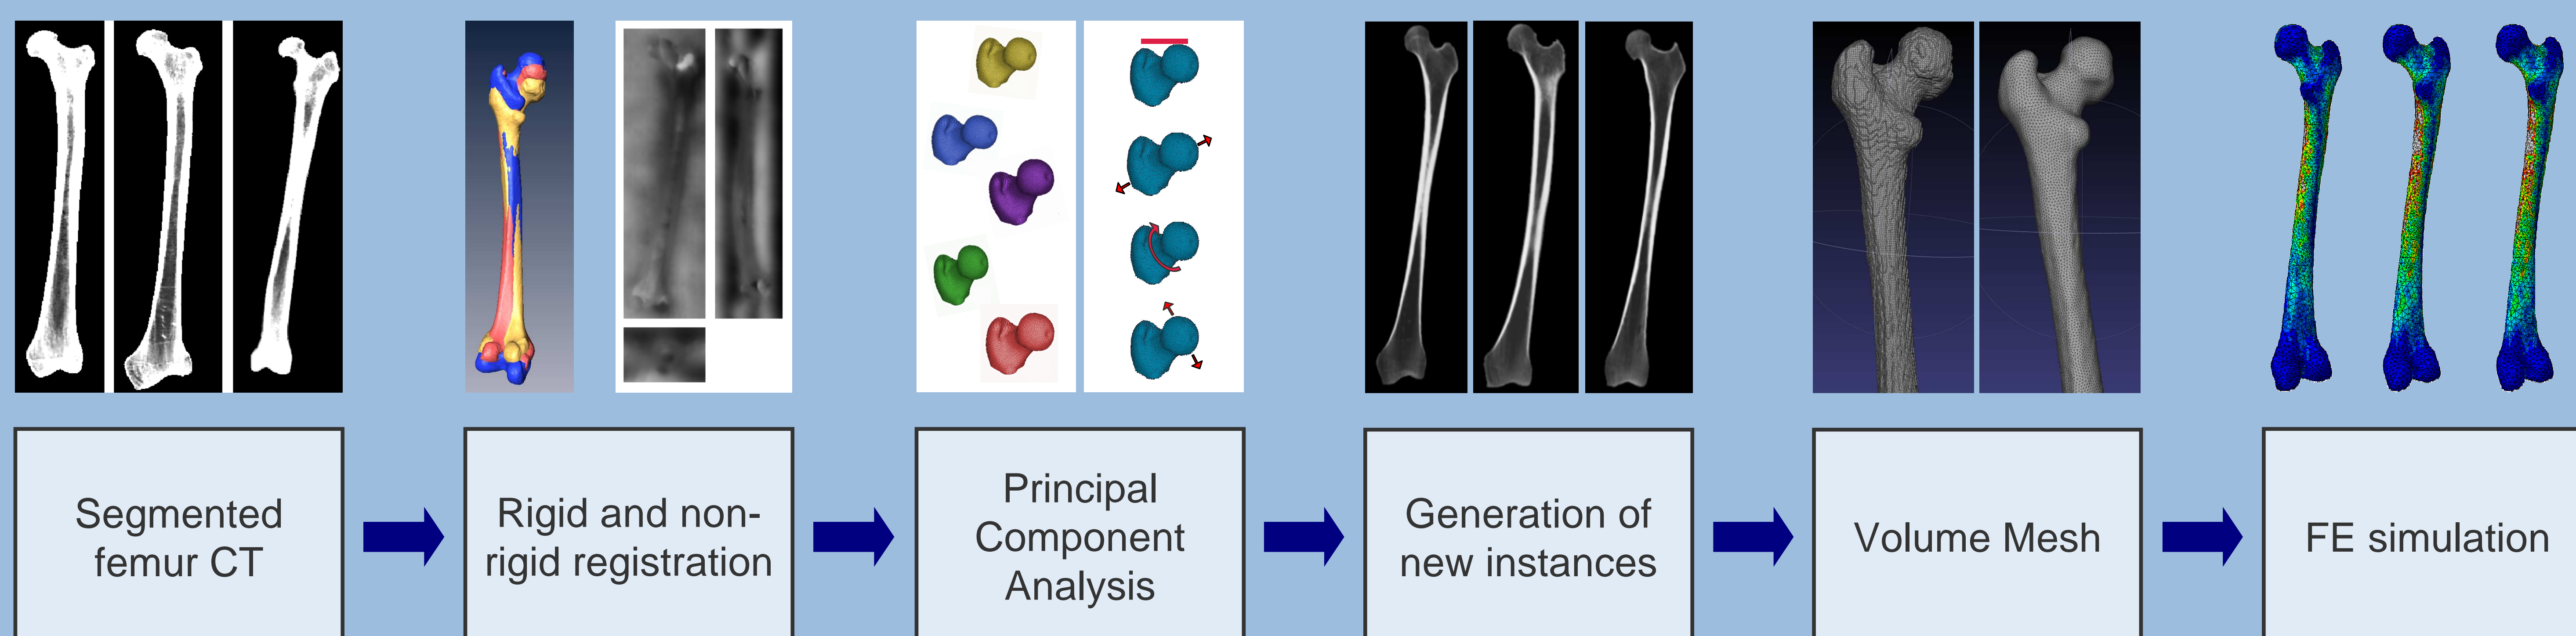 Segmented
femur CT
Rigid and non-
rigid registration
Principal
Component
Analysis
Generation of
new instances
Volume Mesh
FE simulation